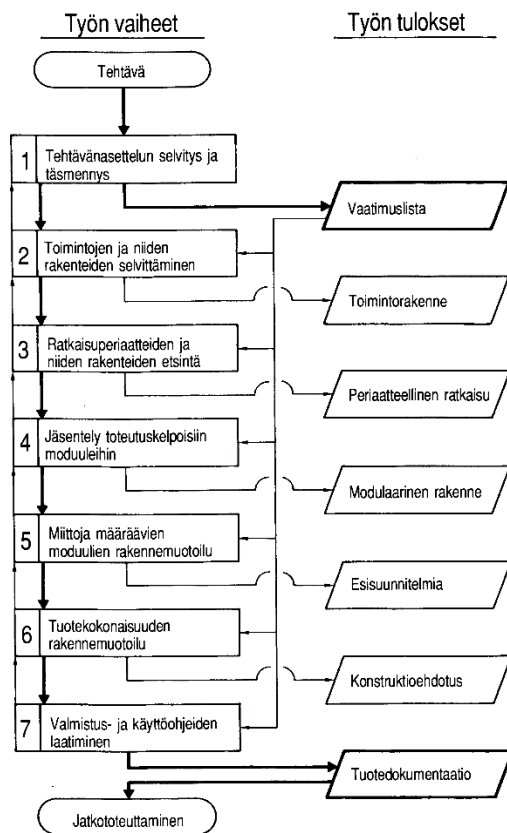 Työn vaiheet
Työn tulokset
Tehtävä
1
Tehtävänasettelun selvitys ja
täsmennys
Vaatimuslista
2
Toimintojen ja niiden
rakenteiden selvittäminen
Toimintorakenne
3
Ratkaisuperiaatteiden ja
niiden rakenteiden etsintä
Periaatteellinen ratkaisu
4
Jäsentely toteutuskelpoisiin
moduuleihin
Modulaarinen rakenne
5
Miittoja määräävien
moduulien rakennemuotoilu
Esisuunnitelmia
6
Tuotekokonaisuuden
rakennemuotoilu
Konstruktioehdotus
7
Valmistus- ja käyttöohjeiden
laatiminen
Tuotedokumentaatio
Jatkototeuttaminen